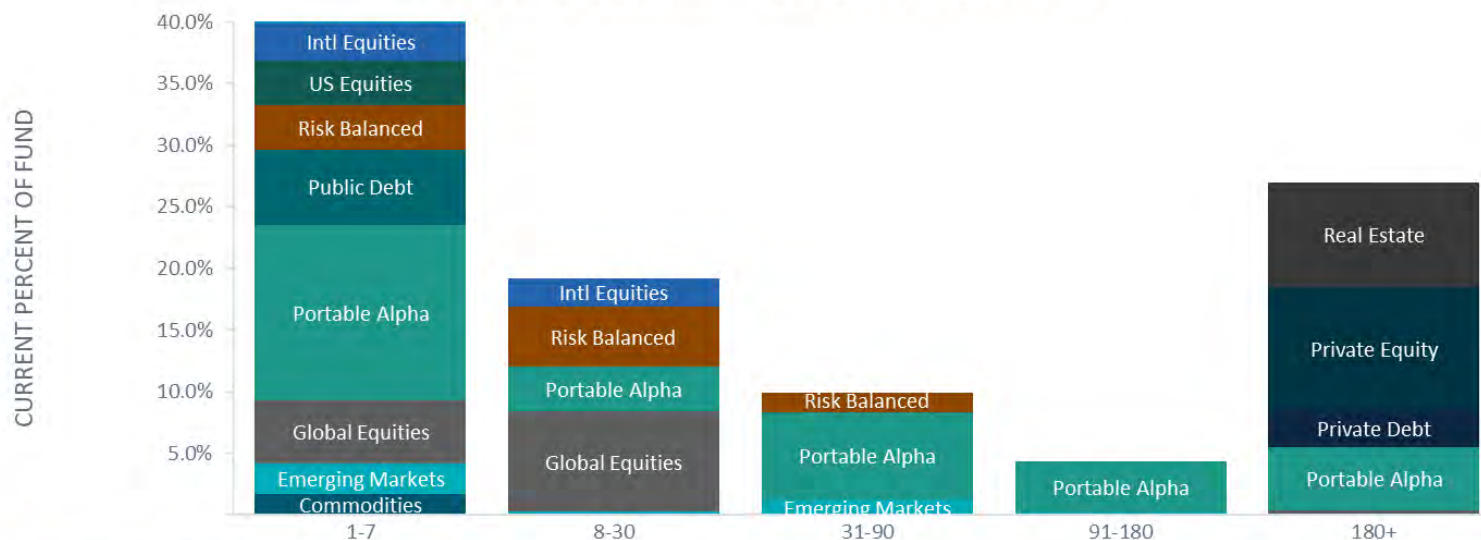 CURRENT PERCENT OF FUND
40.0%
35.0%
30.0%
25.0%
20.0%
15.0%
10.0%
5.0%
Intl Equities
US Equities
Risk Balanced
Public Debt
Portable Alpha
Global Equities
Emerging Markets
Commodities
Intl Equities
Risk Balanced
Portable Alpha
Global Equities
Risk Balanced
Portable Alpha
Emerging Markets
Portable Alpha
Real Estate
Private Equity
Private Debt
Portable Alpha
1-7
8-30
31-90
91-180
180+